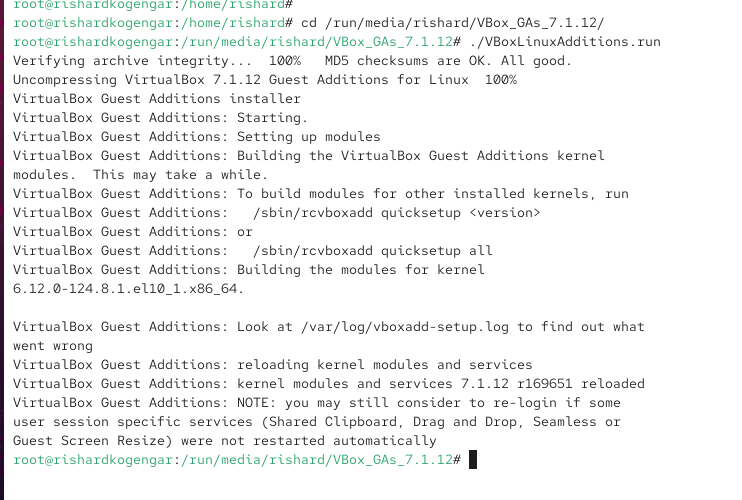 root@rishardkogengar:/home/rishard#
root@rishardkogengar:/home/rishard# cd /run/media/rishard/VBox_GAs_7.1.12/
root@rishardkogengar:/run/media/rishard/VBox_GAs_7.1.12# ./VBoxLinuxAdditions.run
Verifying archive integrity...  100%   MD5 checksums are OK. All good.
Uncompressing VirtualBox 7.1.12 Guest Additions for Linux  100%
VirtualBox Guest Additions installer
VirtualBox Guest Additions: Starting.
VirtualBox Guest Additions: Setting up modules
VirtualBox Guest Additions: Building the VirtualBox Guest Additions kernel
modules.  This may take a while.
VirtualBox Guest Additions: To build modules for other installed kernels, run
VirtualBox Guest Additions:   /sbin/rcvboxadd quicksetup <version>
VirtualBox Guest Additions: or
VirtualBox Guest Additions:   /sbin/rcvboxadd quicksetup all
VirtualBox Guest Additions: Building the modules for kernel
6.12.0-124.8.1.el10_1.x86_64.
VirtualBox Guest Additions: Look at /var/log/vboxadd-setup.log to find out what
went wrong
VirtualBox Guest Additions: reloading kernel modules and services
VirtualBox Guest Additions: kernel modules and services 7.1.12 r169651 reloaded
VirtualBox Guest Additions: NOTE: you may still consider to re-login if some
user session specific services (Shared Clipboard, Drag and Drop, Seamless or
Guest Screen Resize) were not restarted automatically
root@rishardkogengar:/run/media/rishard/VBox_GAs_7.1.12#